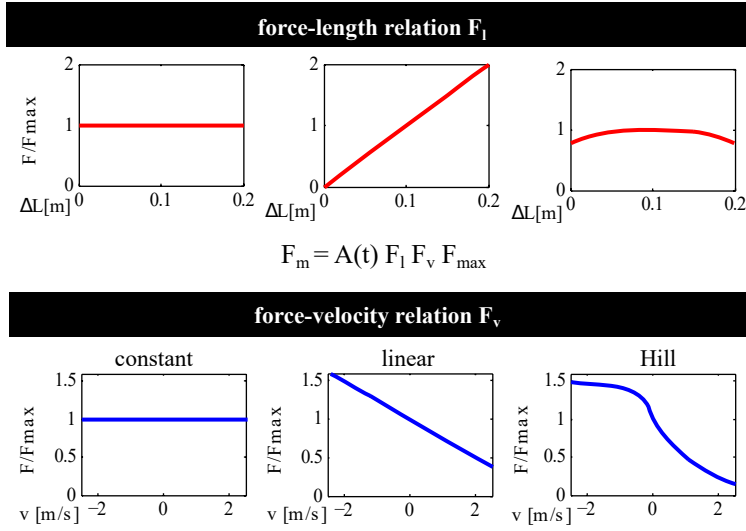 force-length relation F_l
F/Fmax
2
1
0
0
0.1
0.2
ΔL[m]
2
1
0
0
0.1
0.2
ΔL[m]
2
1
0
0
0.1
0.2
ΔL[m]
F_m = A(t) F_l F_v F_max
force-velocity relation F_v
constant
linear
Hill
F/Fmax
1.5
1
0.5
0
−2
0
2
v [m/s]
F/Fmax
1.5
1
0.5
0
−2
0
2
v [m/s]
F/Fmax
1.5
1
0.5
0
−2
0
2
v [m/s]